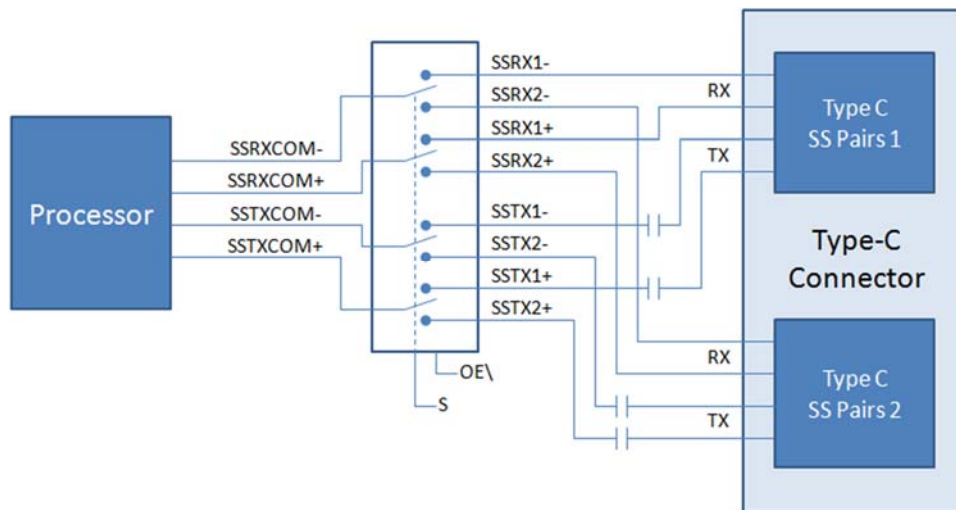 Processor
SSRXCOM-
SSRXCOM+
SSTXCOM-
SSTXCOM+
SSRX1-
SSRX2-
SSRX1+
SSRX2+
SSTX1-
SSTX2-
SSTX1+
SSTX2+
OE\
S
RX
TX
RX
TX
Type C
SS Pairs 1
Type-C
Connector
Type C
SS Pairs 2